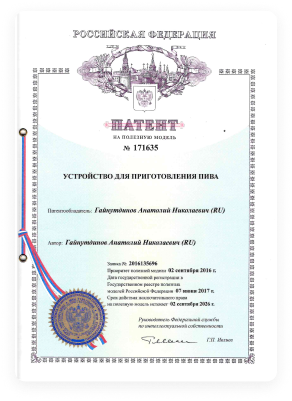 РОССИЙСКАЯ ФЕДЕРАЦИЯ
ПАТЕНТ
НА ПОЛЕЗНУЮ МОДЕЛЬ
№ 171635
УСТРОЙСТВО ДЛЯ ПРИГОТОВЛЕНИЯ ПИВА
Патентообладатель: Гайнутдинов Анатолий Николаевич (RU)
Автор: Гайнутдинов Анатолий Николаевич (RU)
Заявка № 2016135696
Приоритет полезной модели 02 сентября 2016 г.
Дата государственной регистрации в
Государственном реестре полезных
моделей Российской Федерации 07 июня 2017 г.
Срок действия исключительного права
на полезную модель истекает 02 сентября 2026 г.
Руководитель Федеральной службы
по интеллектуальной собственности
Г.П. Ивлиев